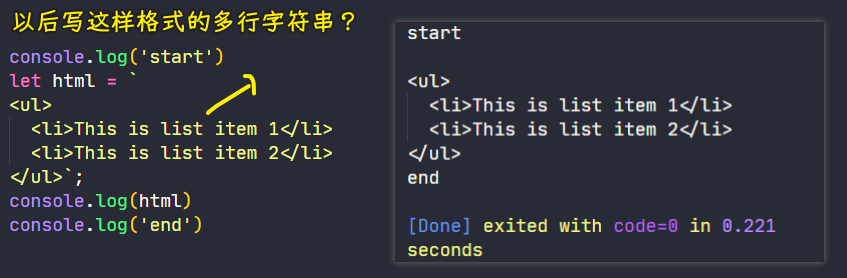 以后写这样格式的多行字符串？
console.log('start')
let html = `
<ul>
  <li>This is list item 1</li>
  <li>This is list item 2</li>
</ul>`;
console.log(html)
console.log('end')
start
<ul>
  <li>This is list item 1</li>
  <li>This is list item 2</li>
</ul>
end
[Done] exited with code=0 in 0.221
seconds